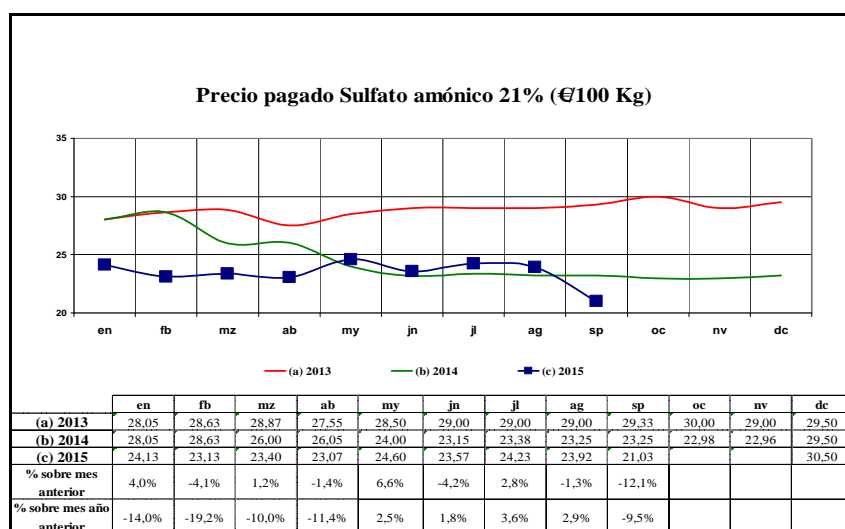 Precio pagado Sulfato amónico 21% (€/100 Kg)
35
30
25
20
en fb mz ab my jn jl ag sp oc nv dc
(a) 2013 (b) 2014 (c) 2015
en fb mz ab my jn jl ag sp oc nv dc
(a) 2013 28,05 28,63 28,87 27,55 28,50 29,00 29,00 29,00 29,33 30,00 29,00 29,50
(b) 2014 28,05 28,63 26,00 26,05 24,00 23,15 23,38 23,25 23,25 22,98 22,96 29,50
(c) 2015 24,13 23,13 23,40 23,07 24,60 23,57 24,23 23,92 21,03 30,50
% sobre mes
anterior 4,0% -4,1% 1,2% -1,4% 6,6% -4,2% 2,8% -1,3% -12,1%
% sobre mes año
anterior -14,0% -19,2% -10,0% -11,4% 2,5% 1,8% 3,6% 2,9% -9,5%